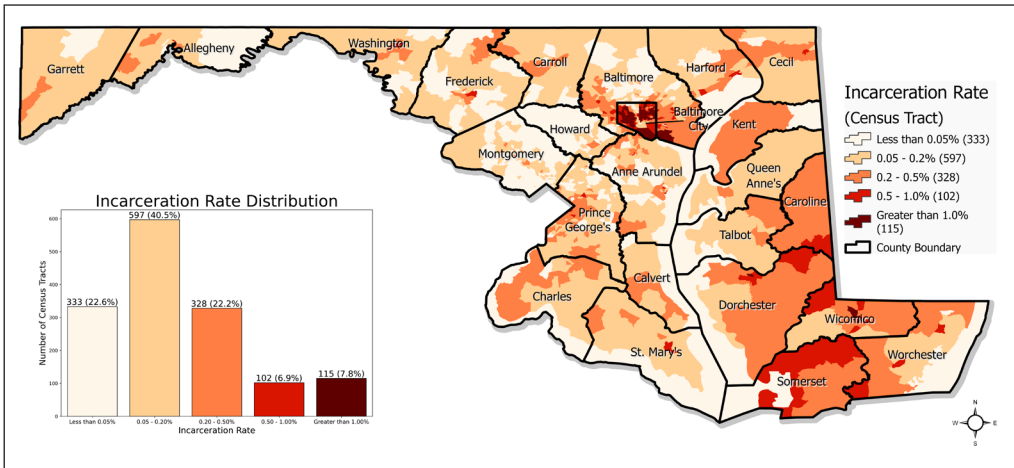 Garrett
Allegheny
Washington
Frederick
Carroll
Baltimore
Harford
Cecil
Baltimore
City
Howard
Montgomery
Kent
Anne Arundel
Queen
Anne's
Prince
George's
Caroline
Talbot
Calvert
Charles
Dorchester
St. Mary's
Wicomico
Worchester
Somerset
Incarceration Rate
(Census Tract)
Less than 0.05% (333)
0.05 - 0.2% (597)
0.2 - 0.5% (328)
0.5 - 1.0% (102)
Greater than 1.0%
(115)
County Boundary
Incarceration Rate Distribution
Number of Census Tracts
600
500
400
300
200
100
0
333 (22.6%)
597 (40.5%)
328 (22.2%)
102 (6.9%)
115 (7.8%)
Less than 0.05%
0.05 - 0.20%
0.20 - 0.50%
0.50 - 1.00%
Greater than 1.00%
Incarceration Rate
N
W
E
S